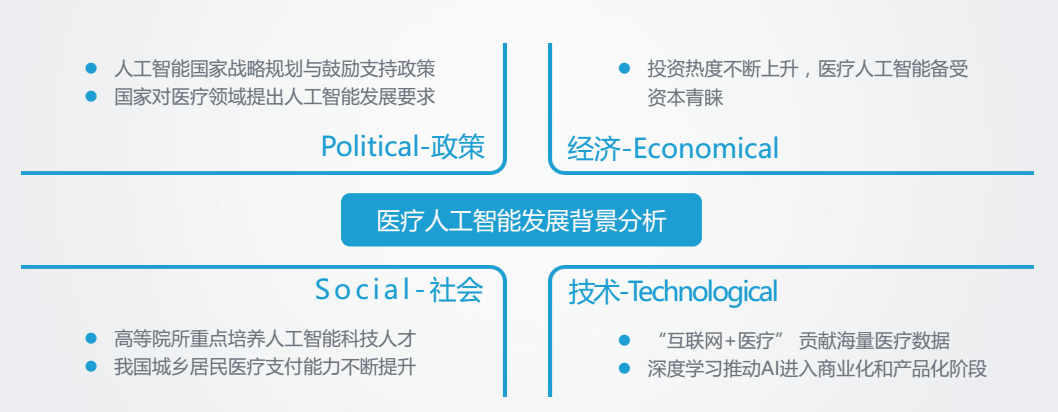 人工智能国家战略规划与鼓励支持政策
国家对医疗领域提出人工智能发展要求
Political-政策
投资热度不断上升，医疗人工智能备受
资本青睐
经济-Economical
医疗人工智能发展背景分析
Social-社会
高等院所重点培养人工智能科技人才
我国城乡居民医疗支付能力不断提升
技术-Technological
“互联网+医疗” 贡献海量医疗数据
深度学习推动AI进入商业化和产品化阶段